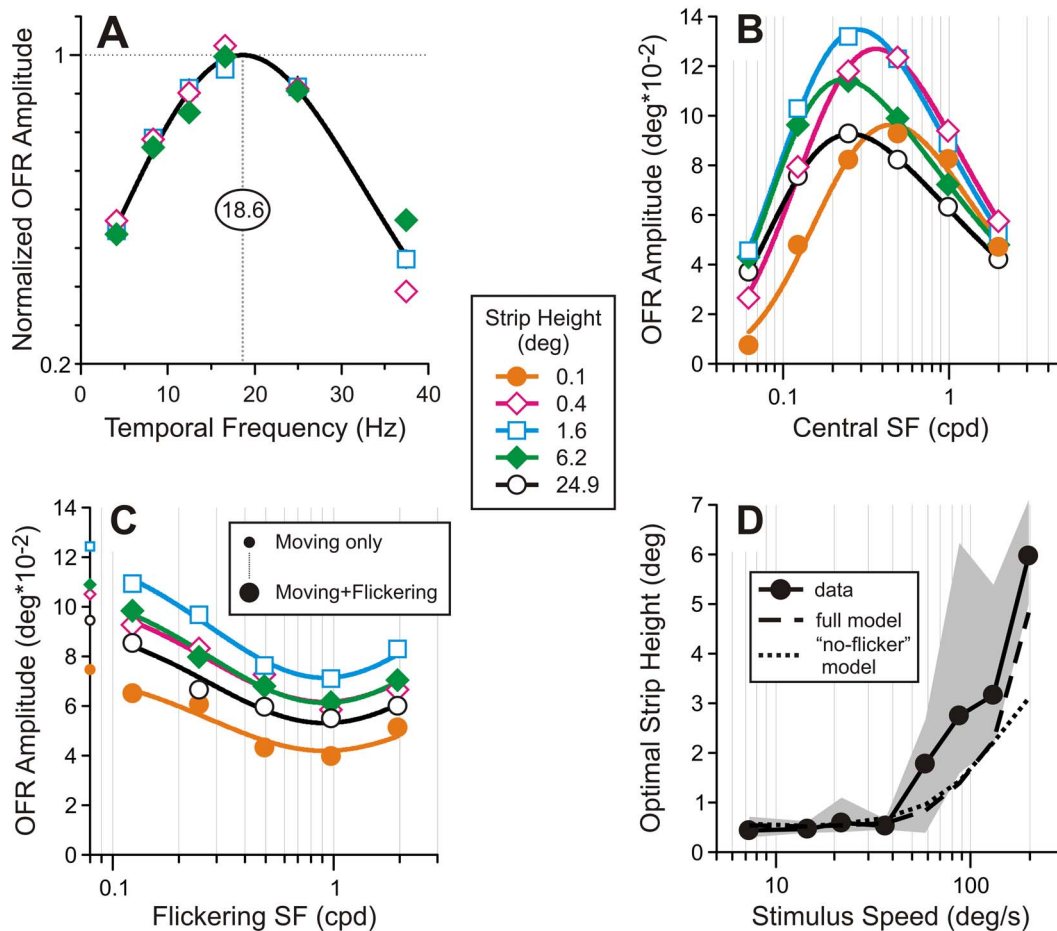 A
Normalized OFR Amplitude
1
0.2
18.6
0 10 20 30 40
Temporal Frequency (Hz)
B
OFR Amplitude (deg*10-2)
14
12
10
8
6
4
2
0
0.1 1
Central SF (cpd)
Strip Height
(deg)
0.1
0.4
1.6
6.2
24.9
C
OFR Amplitude (deg*10-2)
14
12
10
8
6
4
2
0
Moving only
Moving+Flickering
0.1 1
Flickering SF (cpd)
D
Optimal Strip Height (deg)
7
6
5
4
3
2
1
0
data
full model
"no-flicker"
model
10 100
Stimulus Speed (deg/s)